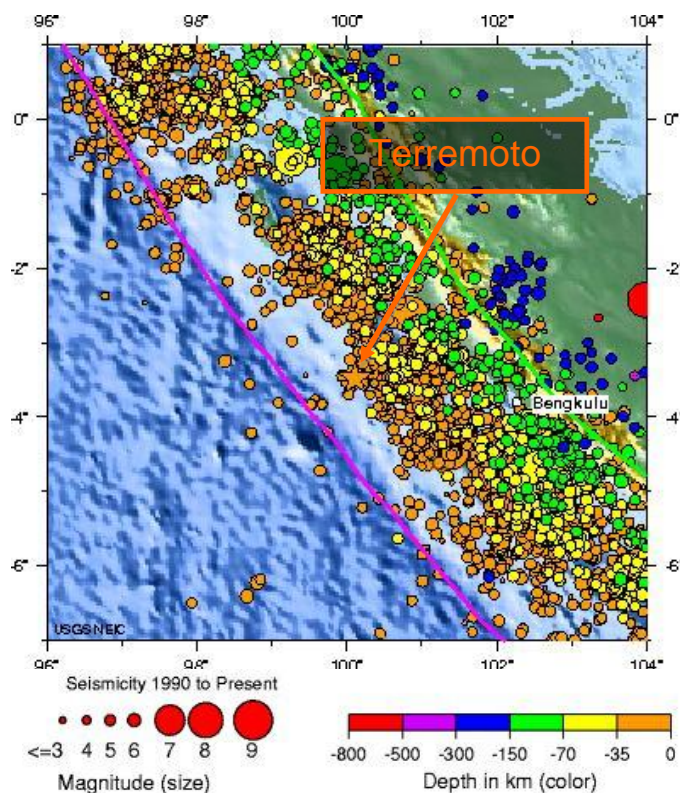 96° 98° 100° 102° 104°
0° 0°
Terremoto
-2° -2°
Bengkulu
-4° -4°
-6° -6°
USGS NEIC
96° 98° 100° 102° 104°
Seismicity 1990 to Present
<=3 4 5 6 7 8 9
-800 -500 -300 -150 -70 -35 0
Magnitude (size)
Depth in km (color)